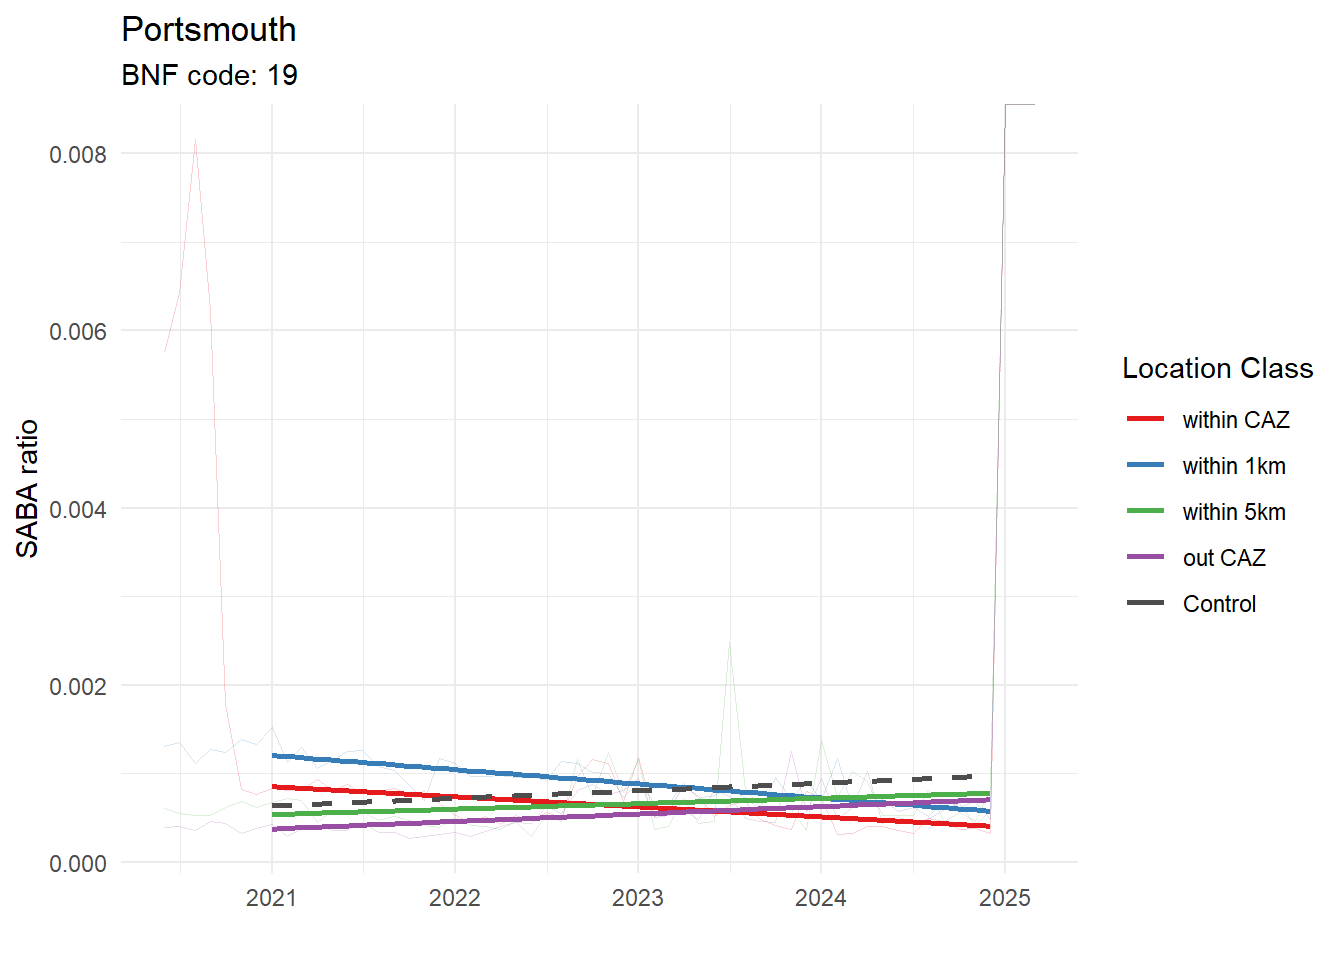 Portsmouth
BNF code: 19
SABA ratio
0.008
0.006
0.004
0.002
0.000
2021
2022
2023
2024
2025
Location Class
within CAZ
within 1km
within 5km
out CAZ
Control